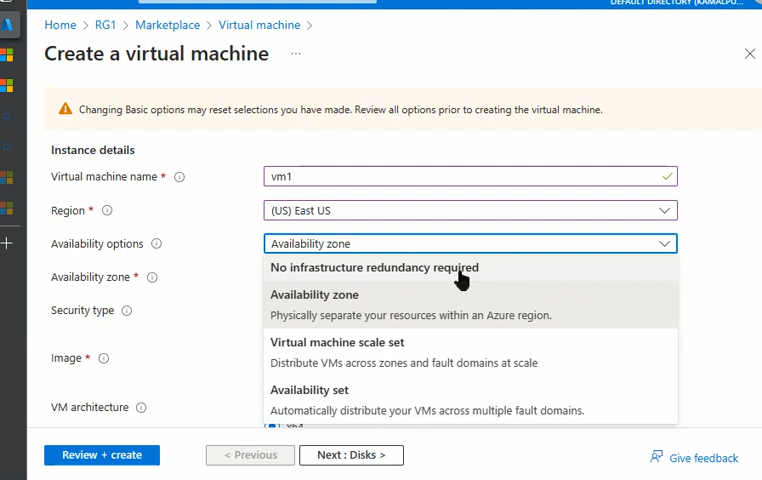 DEFAULT DIRECTORY (KAMALPU...
Home > RG1 > Marketplace > Virtual machine >
Create a virtual machine ...
Changing Basic options may reset selections you have made. Review all options prior to creating the virtual machine.
Instance details
Virtual machine name * vm1
Region * (US) East US
Availability options Availability zone
No infrastructure redundancy required
Availability zone *
Availability zone
Security type
Physically separate your resources within an Azure region.
Virtual machine scale set
Image *
Distribute VMs across zones and fault domains at scale
Availability set
VM architecture
Automatically distribute your VMs across multiple fault domains.
x64
Review + create < Previous Next : Disks > Give feedback